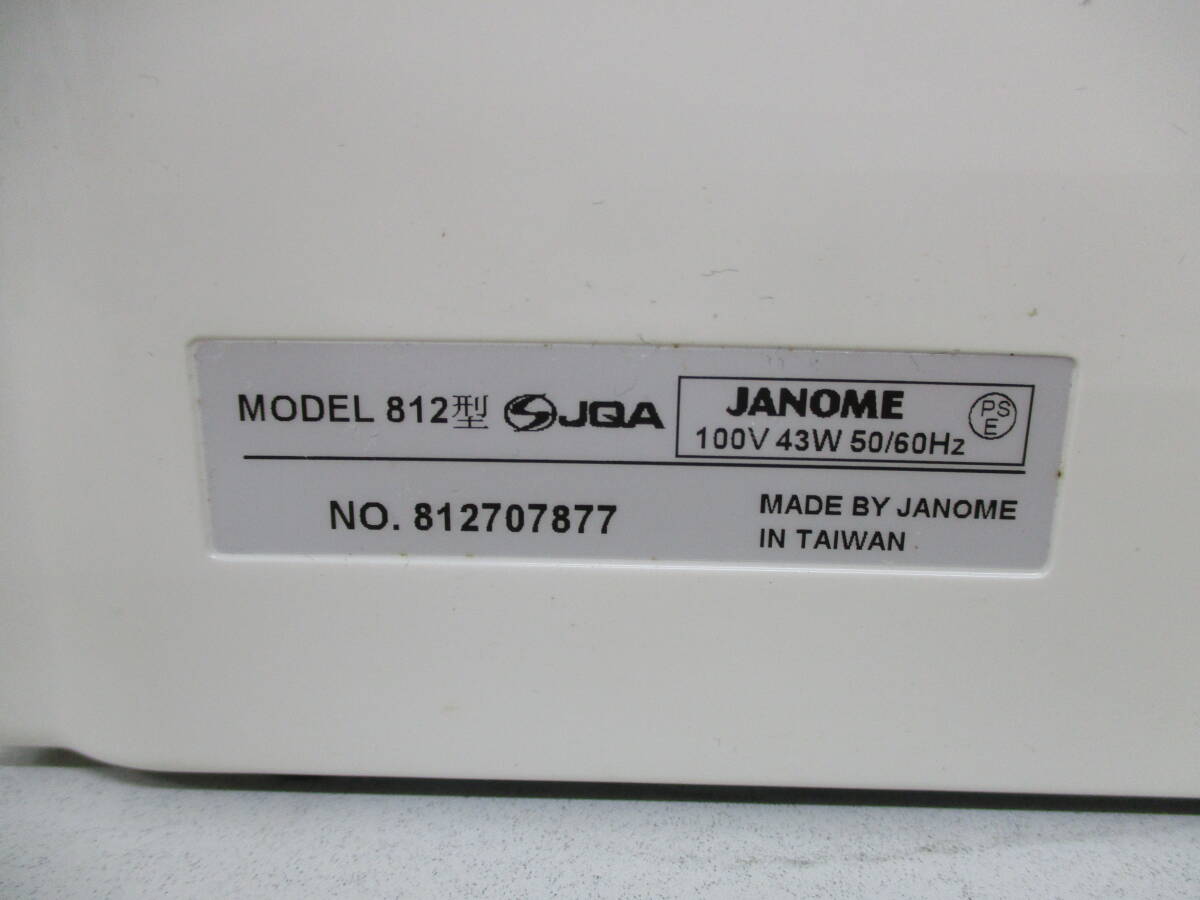 MODEL 812型 JQA
JANOME
100V 43W 50/60Hz
PS
E
NO. 812707877
MADE BY JANOME
IN TAIWAN